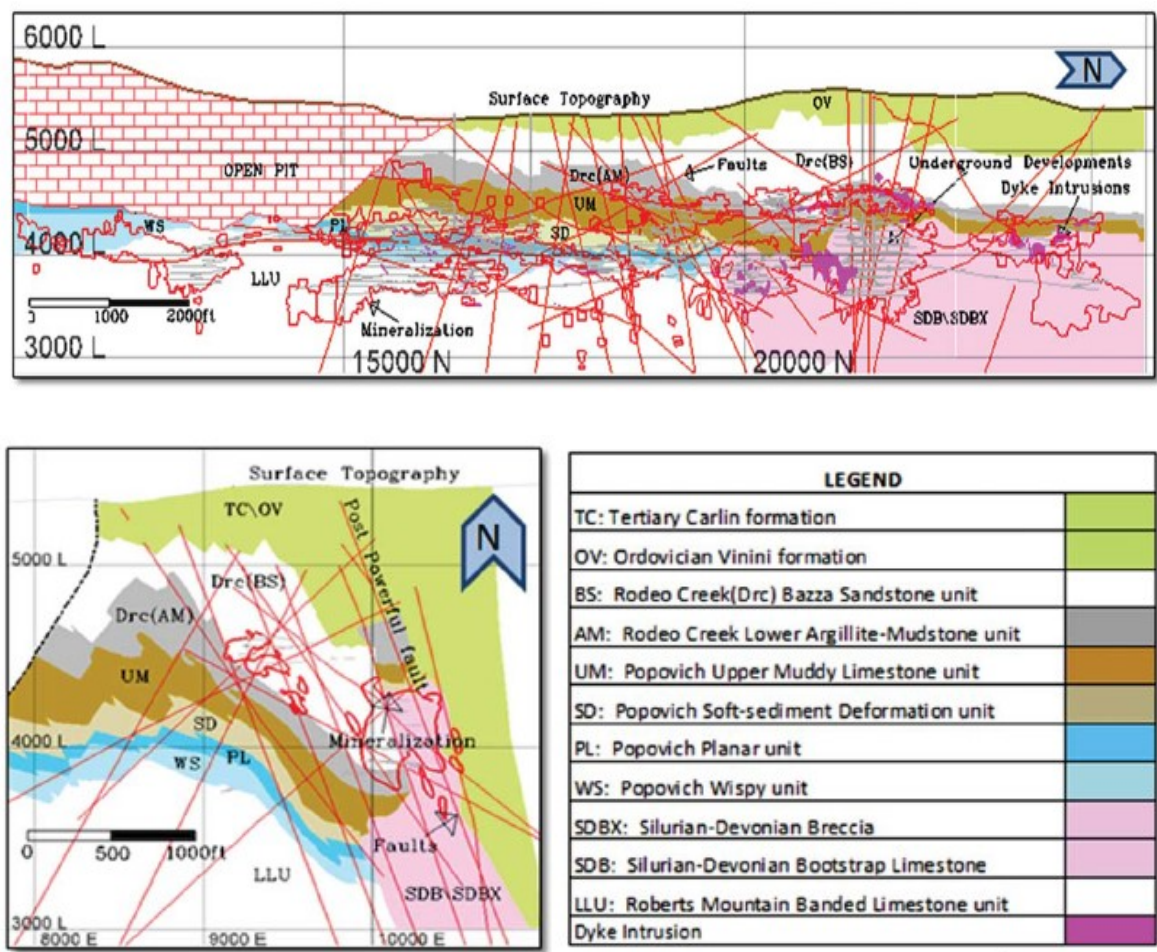 6000 L
N
Surface Topography
OV
5000 L
OPEN PIT
Drc(AM)
Faults
Drc(BS)
Underground Developments
Dyke Intrusions
UM
WS
PL
SD
4000 L
LLU
0 1000 2000ft
Mineralization
SDB\SDBX
3000 L
15000 N
20000 N
Surface Topography
TC\OV
N
Post Powerful fault
5000 L
Drc(BS)
Drc(AM)
UM
SD
Mineralization
4000 L
WS
PL
0 500 1000ft
Faults
LLU
SDB\SDBX
3000 L
8000 E 9000 E 10000 E
LEGEND
TC: Tertiary Carlin formation
OV: Ordovician Vinini formation
BS: Rodeo Creek(Drc) Bazza Sandstone unit
AM: Rodeo Creek Lower Argillite-Mudstone unit
UM: Popovich Upper Muddy Limestone unit
SD: Popovich Soft-sediment Deformation unit
PL: Popovich Planar unit
WS: Popovich Wispy unit
SDBX: Silurian-Devonian Breccia
SDB: Silurian-Devonian Bootstrap Limestone
LLU: Roberts Mountain Banded Limestone unit
Dyke Intrusion